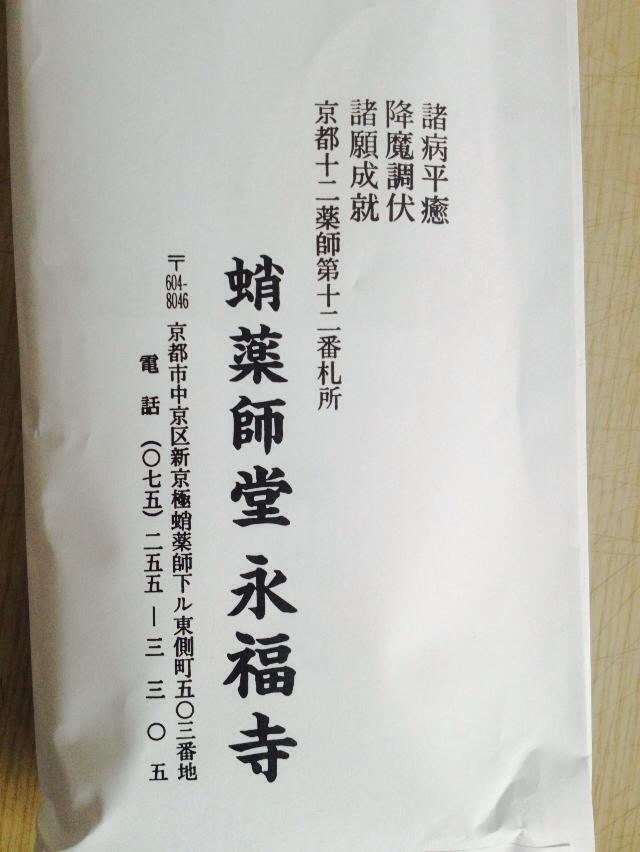 諸病平癒
降魔調伏
諸願成就
京都十二薬師第十二番札所
蛸薬師堂 永福寺
〒604-8046 京都市中京区新京極蛸薬師下ル東側町五〇三番地
電話 (〇七五) 二五五―三三〇五